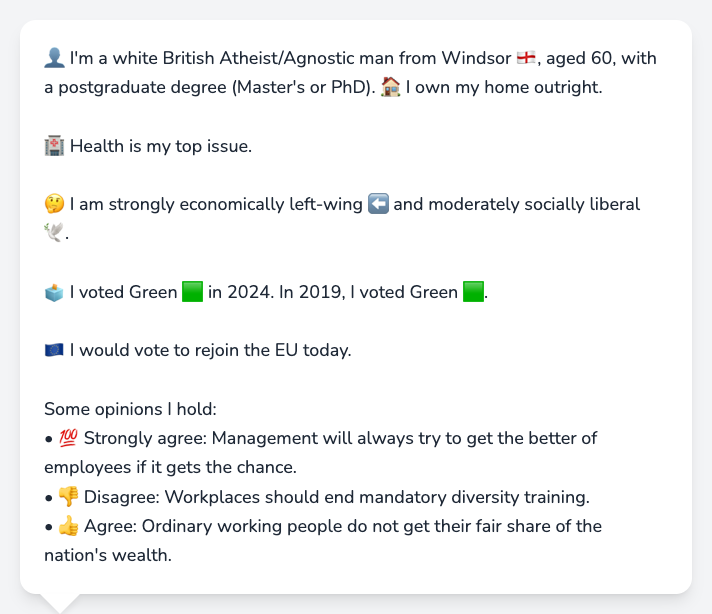 👤 I'm a white British Atheist/Agnostic man from Windsor 🏴󠁧󠁢󠁥󠁮󠁧󠁿, aged 60, with
a postgraduate degree (Master's or PhD). 🏠 I own my home outright.
🏥 Health is my top issue.
🤔 I am strongly economically left-wing ⬅️ and moderately socially liberal
🕊️.
🗳️ I voted Green 🟩 in 2024. In 2019, I voted Green 🟩.
🇪🇺 I would vote to rejoin the EU today.
Some opinions I hold:
• 💯 Strongly agree: Management will always try to get the better of
employees if it gets the chance.
• 👎 Disagree: Workplaces should end mandatory diversity training.
• 👍 Agree: Ordinary working people do not get their fair share of the
nation's wealth.